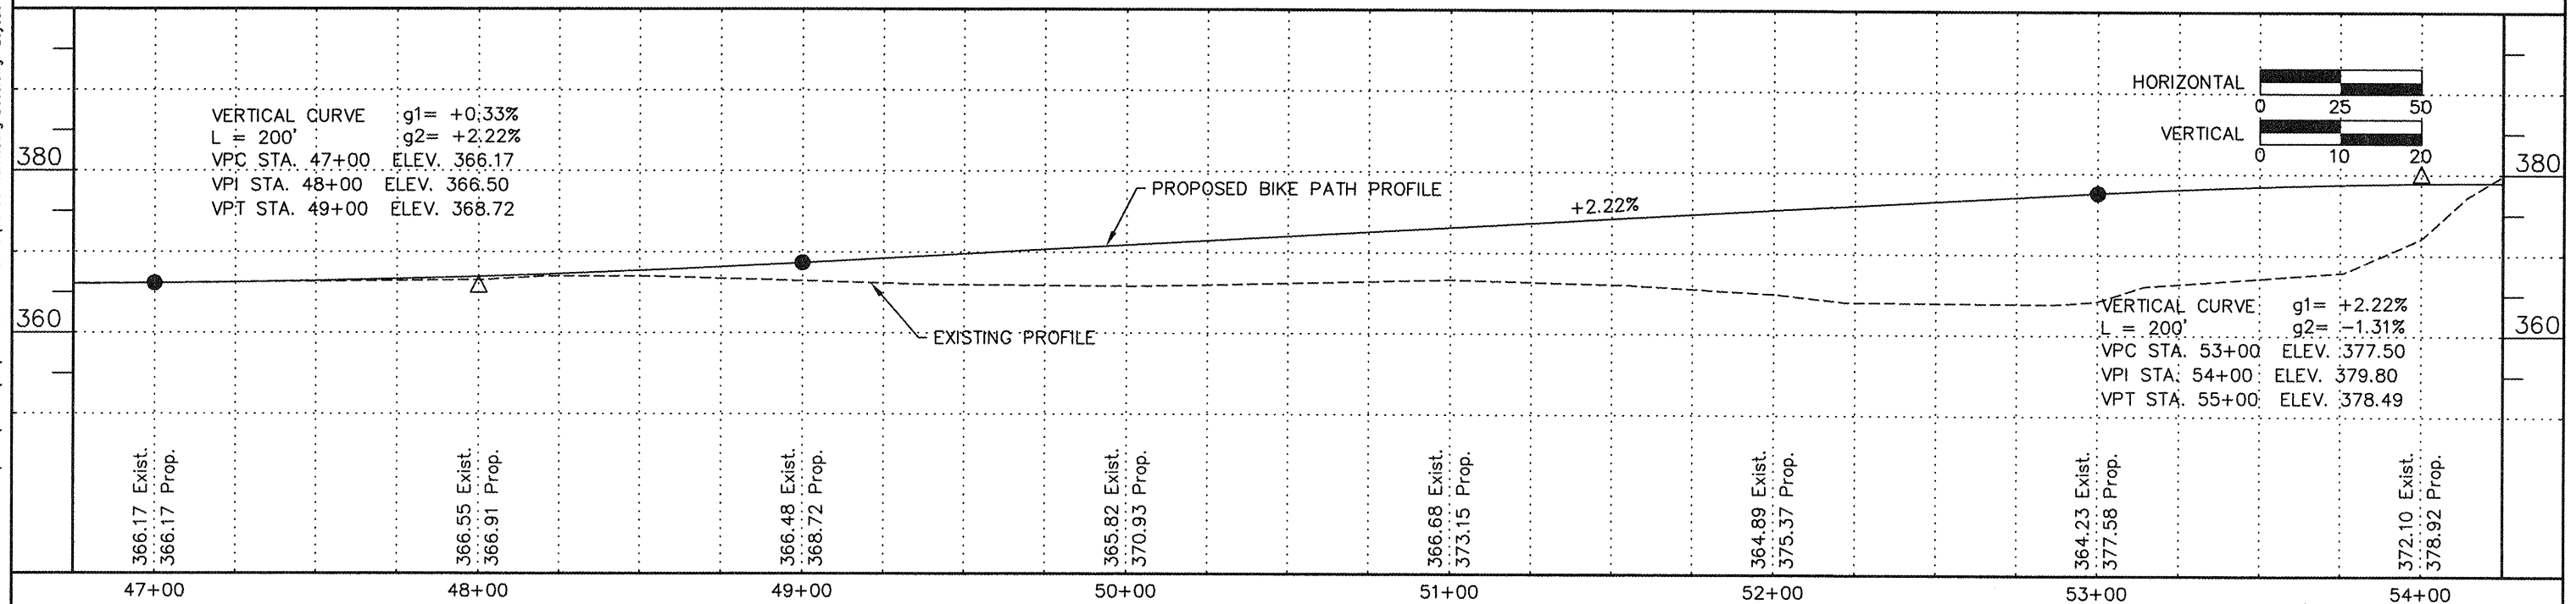 VERTICAL CURVE g1= +0.33%
L = 200' g2= +2.22%
VPC STA. 47+00 ELEV. 366.17
VPI STA. 48+00 ELEV. 366.50
VPT STA. 49+00 ELEV. 368.72
HORIZONTAL
0 25 50
VERTICAL
0 10 20
380
380
PROPOSED BIKE PATH PROFILE
+2.22%
EXISTING PROFILE
360
360
VERTICAL CURVE g1= +2.22%
L = 200' g2= -1.31%
VPC STA. 53+00 ELEV. 377.50
VPI STA. 54+00 ELEV. 379.80
VPT STA. 55+00 ELEV. 378.49
366.17 Exist.
366.17 Prop.
366.55 Exist.
366.91 Prop.
366.48 Exist.
368.72 Prop.
365.82 Exist.
370.93 Prop.
366.68 Exist.
373.15 Prop.
364.89 Exist.
375.37 Prop.
364.23 Exist.
377.58 Prop.
372.10 Exist.
378.92 Prop.
47+00 48+00 49+00 50+00 51+00 52+00 53+00 54+00